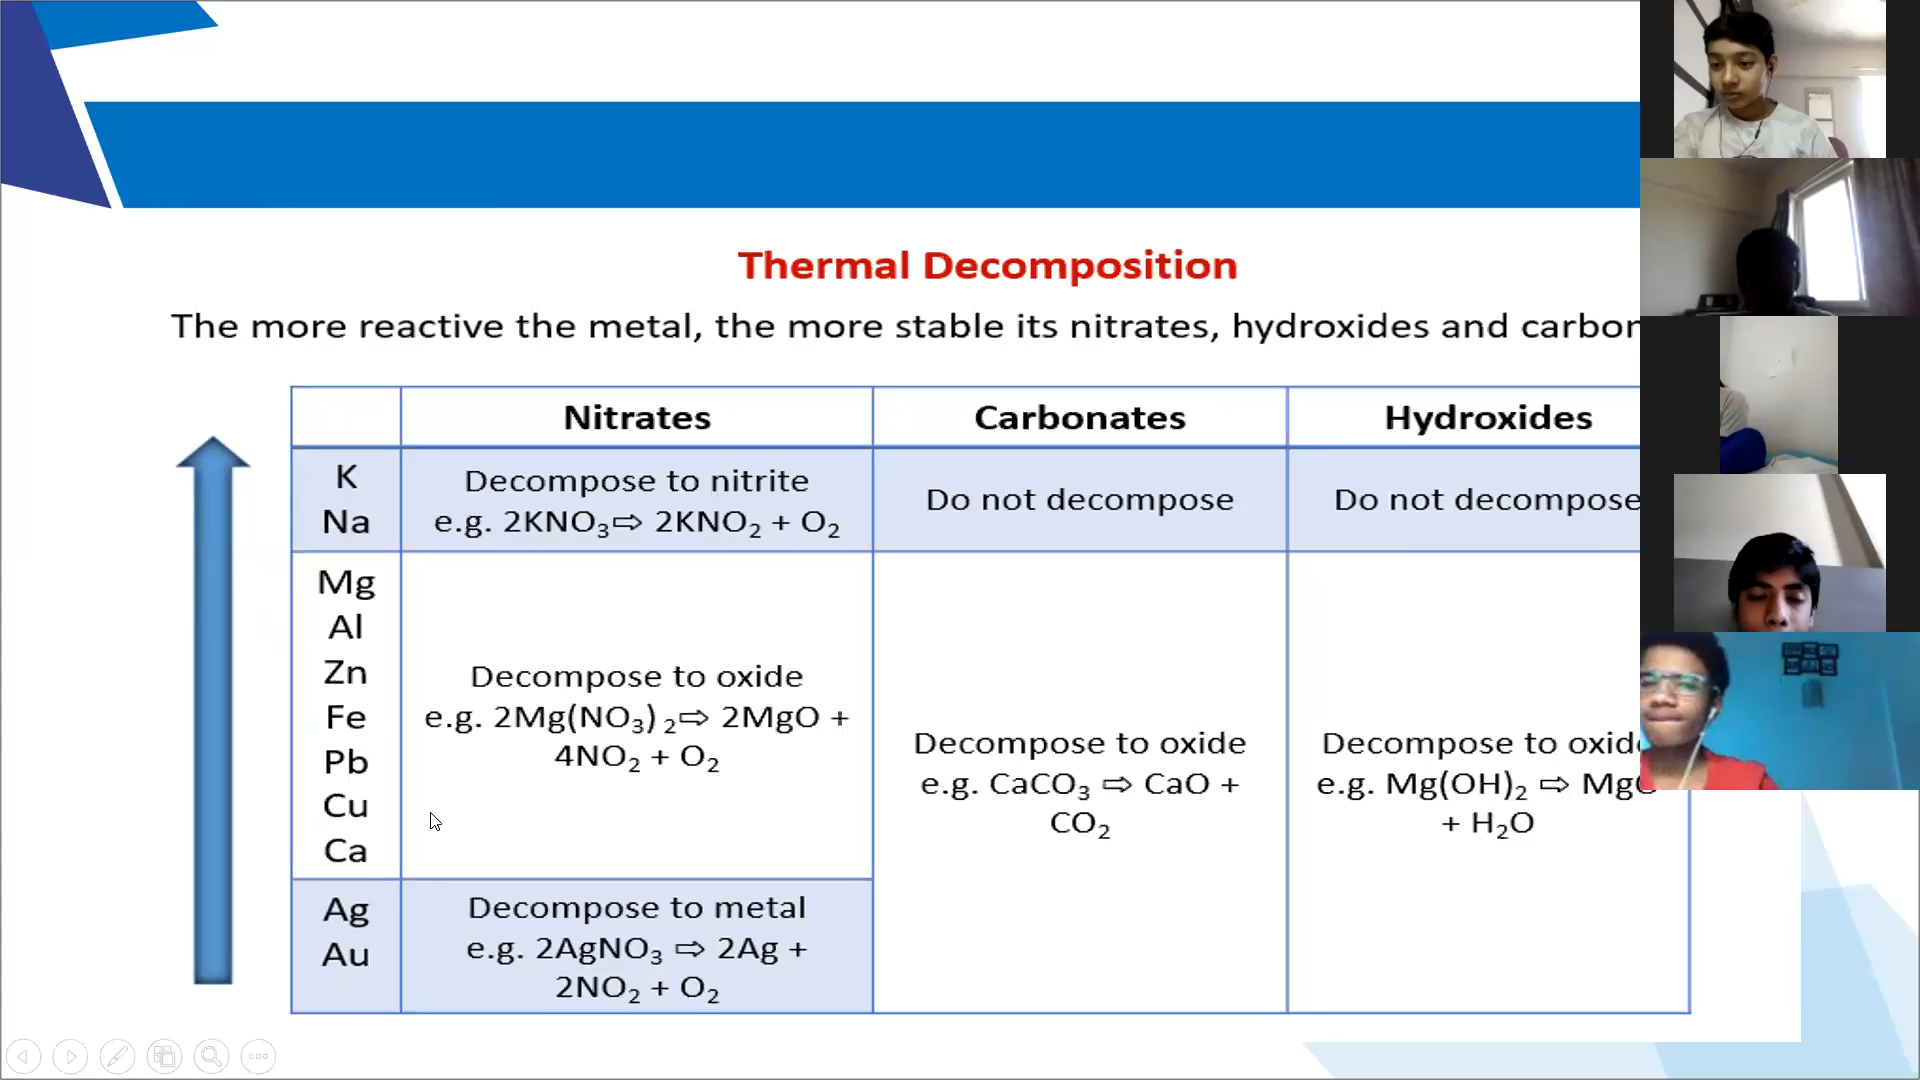 Thermal Decomposition
The more reactive the metal, the more stable its nitrates, hydroxides and carbon
Nitrates
Carbonates
Hydroxides
K
Na
Decompose to nitrite
e.g. 2KNO₃⇨ 2KNO₂ + O₂
Do not decompose
Do not decompose
Mg
Al
Zn
Fe
Pb
Cu
Ca
Decompose to oxide
e.g. 2Mg(NO₃) ₂⇨ 2MgO +
4NO₂ + O₂
Decompose to oxide
e.g. CaCO₃ ⇨ CaO +
CO₂
Decompose to oxid
e.g. Mg(OH)₂ ⇨ MgO
+ H₂O
Ag
Au
Decompose to metal
e.g. 2AgNO₃ ⇨ 2Ag +
2NO₂ + O₂